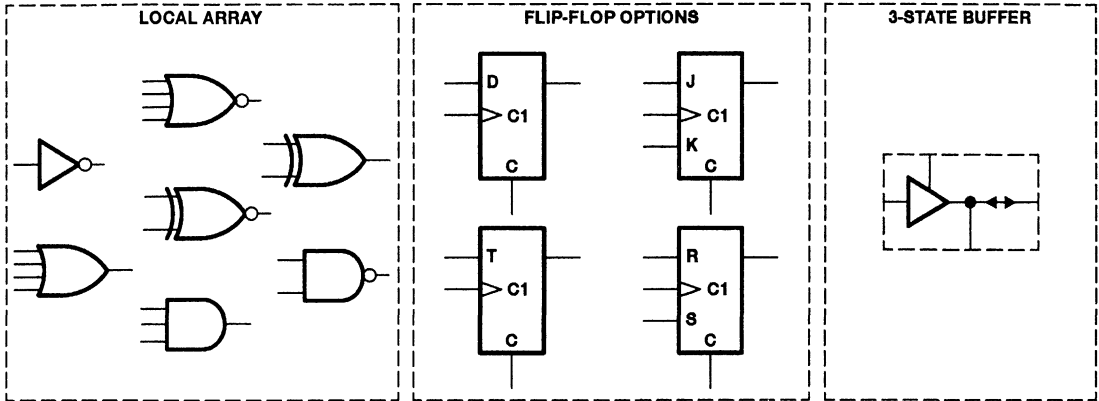 LOCAL ARRAY
FLIP-FLOP OPTIONS
3-STATE BUFFER
D
C1
C
J
C1
K
C
T
C1
C
R
C1
S
C